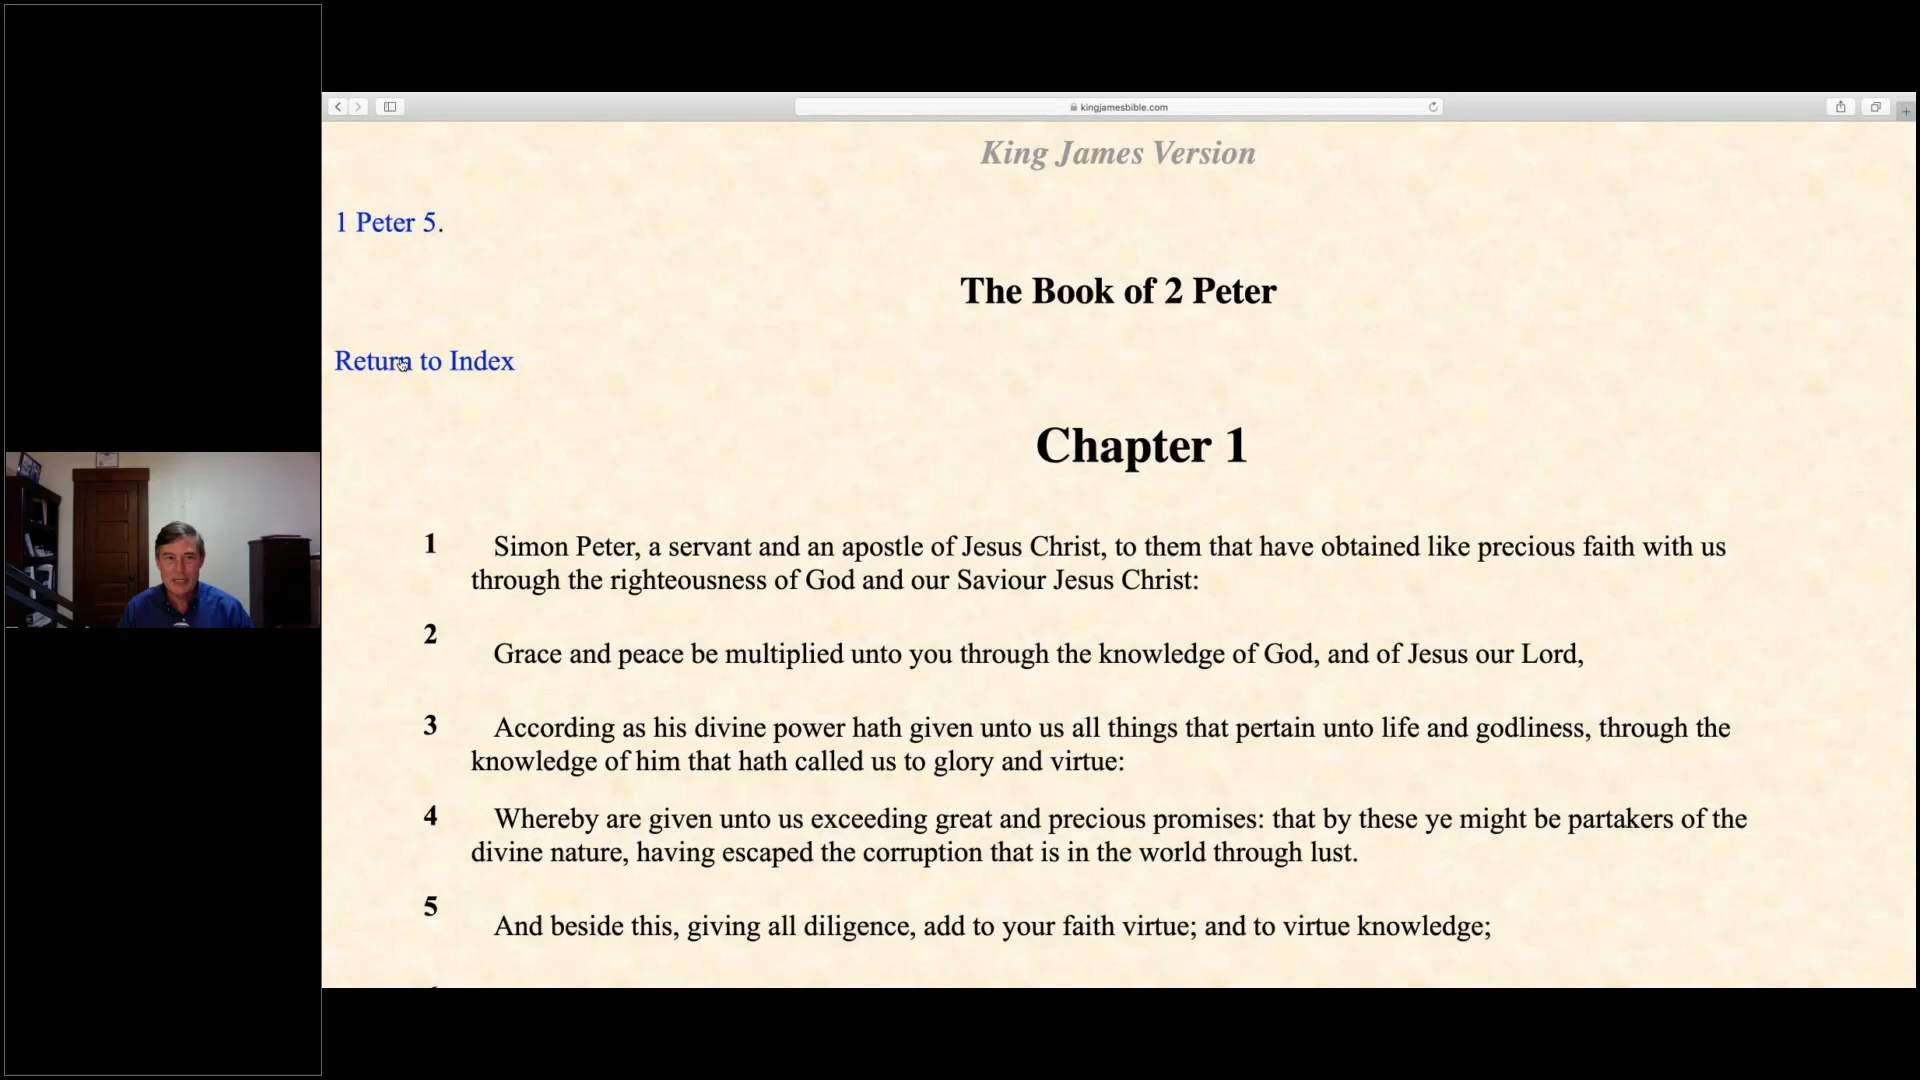 kingjamesbible.com
King James Version
1 Peter 5.
The Book of 2 Peter
Return to Index
Chapter 1
1 Simon Peter, a servant and an apostle of Jesus Christ, to them that have obtained like precious faith with us
through the righteousness of God and our Saviour Jesus Christ:
2 Grace and peace be multiplied unto you through the knowledge of God, and of Jesus our Lord,
3 According as his divine power hath given unto us all things that pertain unto life and godliness, through the
knowledge of him that hath called us to glory and virtue:
4 Whereby are given unto us exceeding great and precious promises: that by these ye might be partakers of the
divine nature, having escaped the corruption that is in the world through lust.
5 And beside this, giving all diligence, add to your faith virtue; and to virtue knowledge;